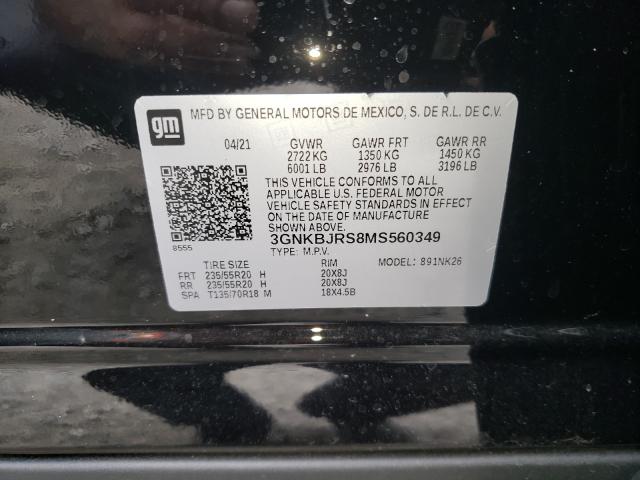 gm
MFD BY GENERAL MOTORS DE MEXICO, S. DE R.L. DE C.V.
04/21 GVWR GAWR FRT GAWR RR
2722 KG 1350 KG 1450 KG
6001 LB 2976 LB 3196 LB
THIS VEHICLE CONFORMS TO ALL
APPLICABLE U.S. FEDERAL MOTOR
VEHICLE SAFETY STANDARDS IN EFFECT
ON THE DATE OF MANUFACTURE
SHOWN ABOVE.
8555 3GNKBJRS8MS560349
TYPE: M.P.V.
TIRE SIZE RIM MODEL: 891NK26
FRT 235/55R20 H 20X8J
RR 235/55R20 H 20X8J
SPA T135/70R18 M 18X4.5B